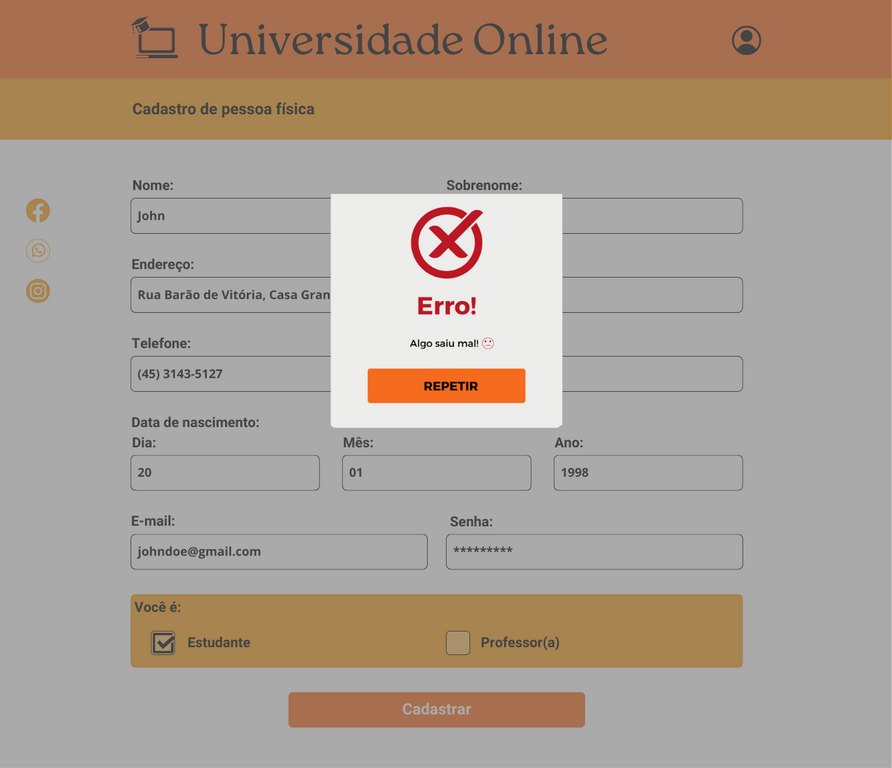 Universidade Online
Cadastro de pessoa física
Nome:
Sobrenome:
John
Endereço:
Rua Barão de Vitória, Casa
Telefone:
(45) 3143-5127
Erro!
Algo saiu mal!
REPETIR
Data de nascimento:
Dia:
Mês:
Ano:
20
01
1998
E-mail:
Senha:
johndoe@gmail.com
*********
Você é:
Estudante
Professor(a)
Cadastrar